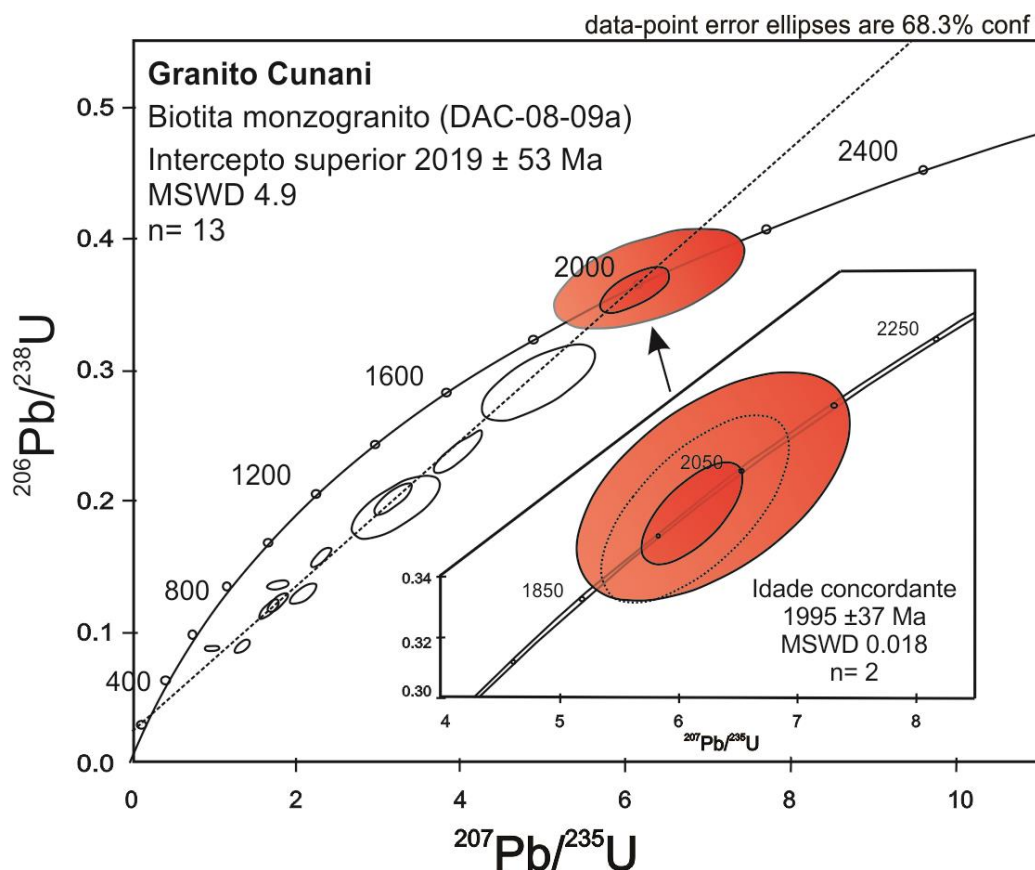 data-point error ellipses are 68.3% conf
Granito Cunani
Biotita monzogranito (DAC-08-09a)
Intercepto superior 2019 ± 53 Ma
MSWD 4.9
n= 13
0.5
0.4
0.3
0.2
0.1
0.0
²⁰⁶Pb/²³⁸U
400
800
1200
1600
2000
2400
2250
2050
1850
0.34
0.32
0.30
Idade concordante
1995 ±37 Ma
MSWD 0.018
n= 2
4 5 6 7 8
²⁰⁷Pb/²³⁵U
0 2 4 6 8 10
²⁰⁷Pb/²³⁵U